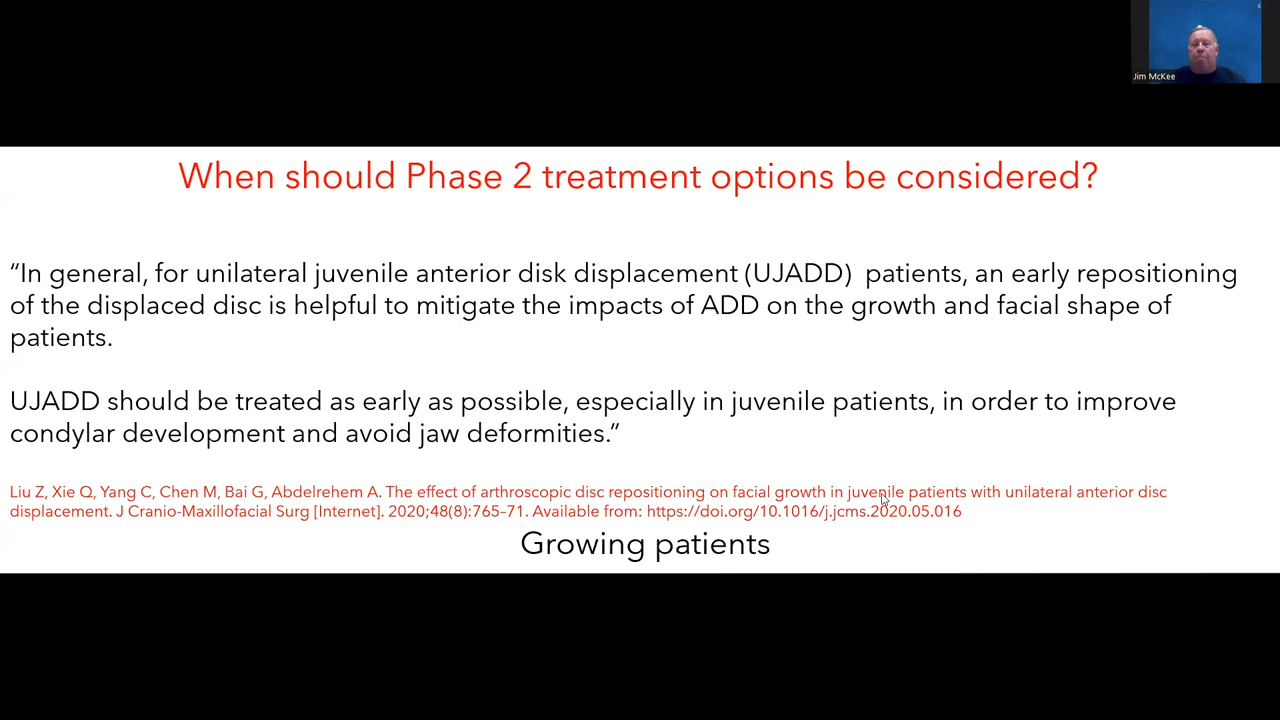 Jim McKee
When should Phase 2 treatment options be considered?
“In general, for unilateral juvenile anterior disk displacement (UJADD)  patients, an early repositioning
of the displaced disc is helpful to mitigate the impacts of ADD on the growth and facial shape of
patients.
UJADD should be treated as early as possible, especially in juvenile patients, in order to improve
condylar development and avoid jaw deformities.”
Liu Z, Xie Q, Yang C, Chen M, Bai G, Abdelrehem A. The effect of arthroscopic disc repositioning on facial growth in juvenile patients with unilateral anterior disc
displacement. J Cranio-Maxillofacial Surg [Internet]. 2020;48(8):765–71. Available from: https://doi.org/10.1016/j.jcms.2020.05.016
Growing patients